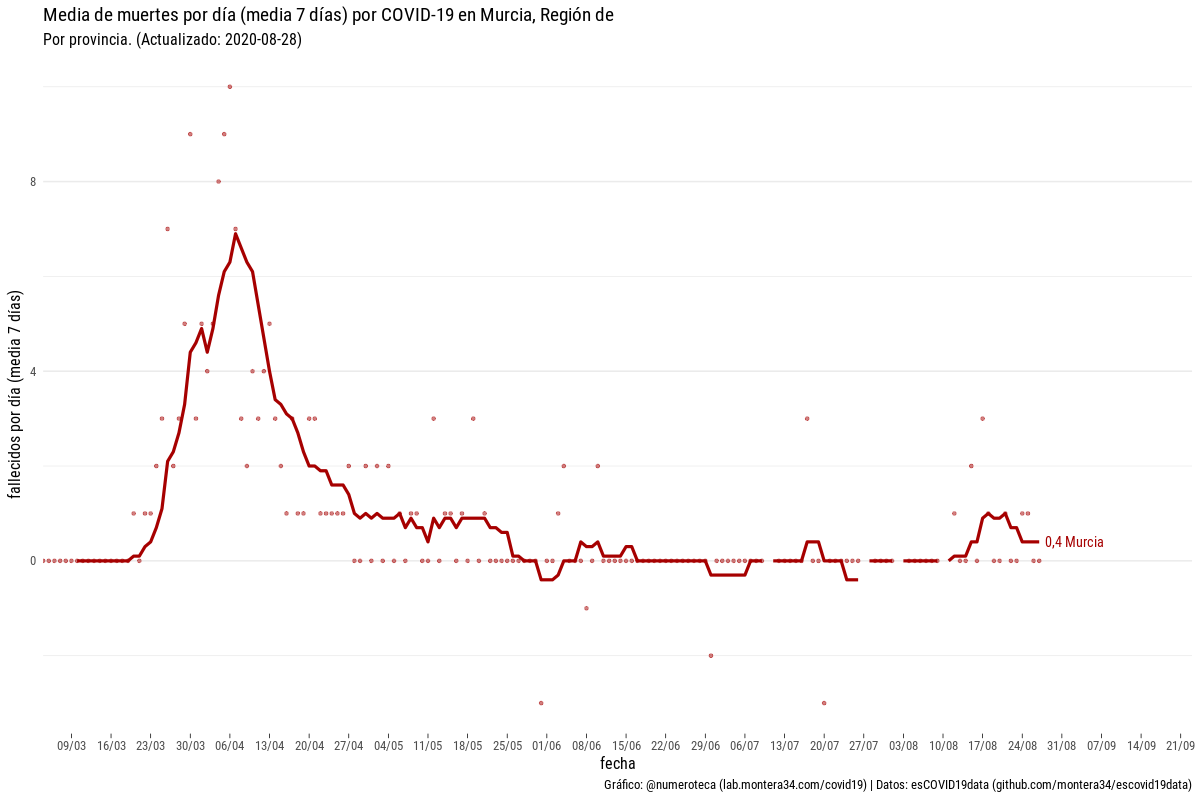 Media de muertes por día (media 7 días) por COVID-19 en Murcia, Región de
Por provincia. (Actualizado: 2020-08-28)
fallecidos por día (media 7 días)
8
4
0
0,4 Murcia
09/03 16/03 23/03 30/03 06/04 13/04 20/04 27/04 04/05 11/05 18/05 25/05 01/06 08/06 15/06 22/06 29/06 06/07 13/07 20/07 27/07 03/08 10/08 17/08 24/08 31/08 07/09 14/09 21/09
fecha
Gráfico: @numeroteca (lab.montera34.com/covid19) | Datos: esCOVID19data (github.com/montera34/escovid19data)